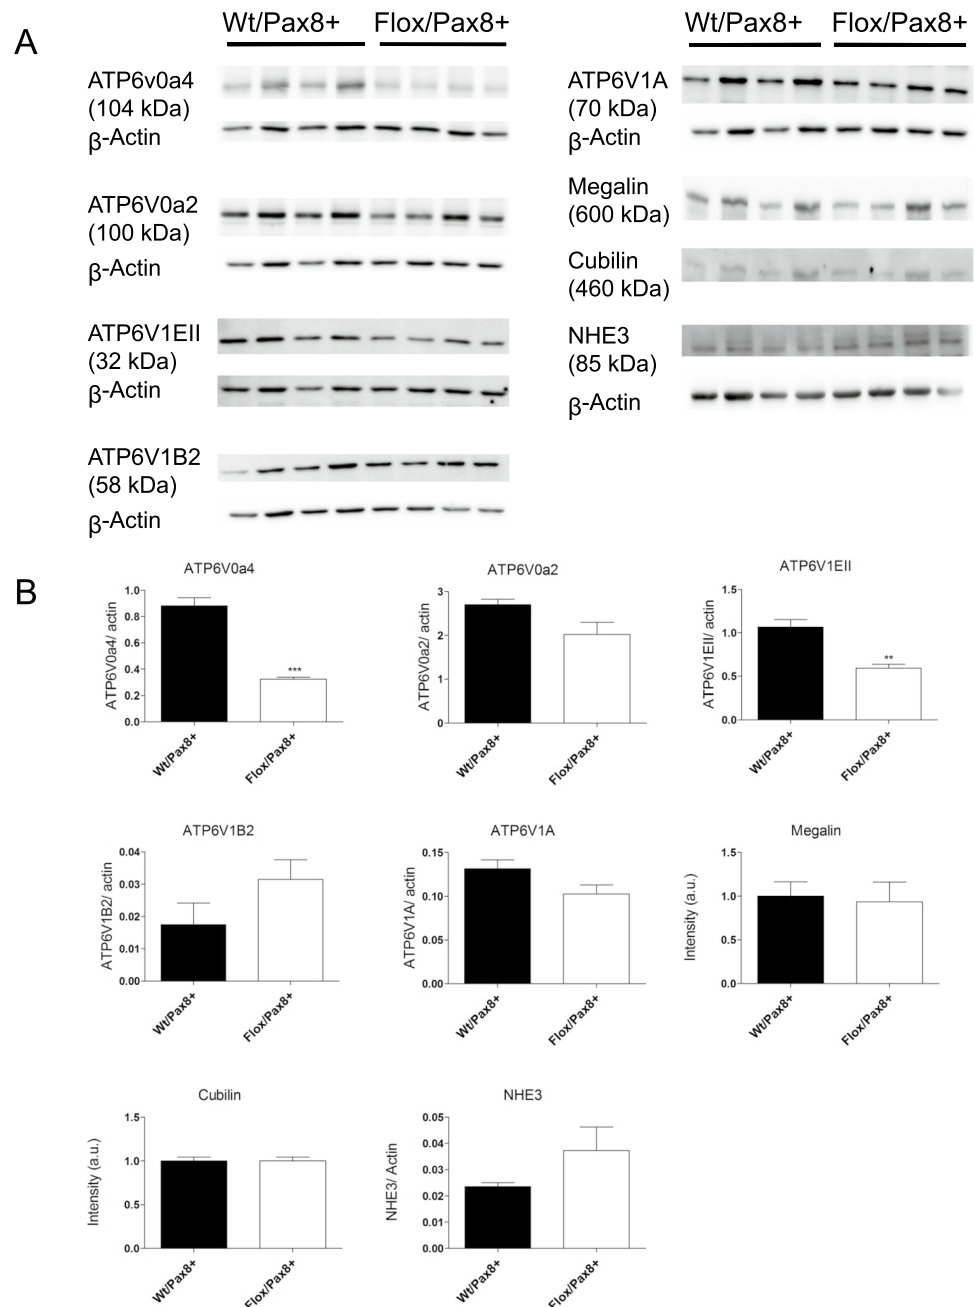 A
Wt/Pax8+ Flox/Pax8+
ATP6v0a4
(104 kDa)
β-Actin
ATP6V0a2
(100 kDa)
β-Actin
ATP6V1EII
(32 kDa)
β-Actin
ATP6V1B2
(58 kDa)
β-Actin
Wt/Pax8+ Flox/Pax8+
ATP6V1A
(70 kDa)
β-Actin
Megalin
(600 kDa)
Cubilin
(460 kDa)
NHE3
(85 kDa)
β-Actin
B
ATP6V0a4
ATP6V0a4/ actin
1.0
0.8
0.6
0.4
0.2
0.0
***
Wt/Pax8+
Flox/Pax8+
ATP6V0a2
ATP6V0a2/ actin
3
2
1
0
Wt/Pax8+
Flox/Pax8+
ATP6V1EII
ATP6V1EII/ actin
1.5
1.0
0.5
0.0
**
Wt/Pax8+
Flox/Pax8+
ATP6V1B2
ATP6V1B2/ actin
0.04
0.03
0.02
0.01
0.00
Wt/Pax8+
Flox/Pax8+
ATP6V1A
ATP6V1A/ actin
0.15
0.10
0.05
0.00
Wt/Pax8+
Flox/Pax8+
Megalin
Intensity (a.u.)
1.5
1.0
0.5
0.0
Wt/Pax8+
Flox/Pax8+
Cubilin
Intensity (a.u.)
1.5
1.0
0.5
0.0
Wt/Pax8+
Flox/Pax8+
NHE3
NHE3/ Actin
0.05
0.04
0.03
0.02
0.01
0.00
Wt/Pax8+
Flox/Pax8+